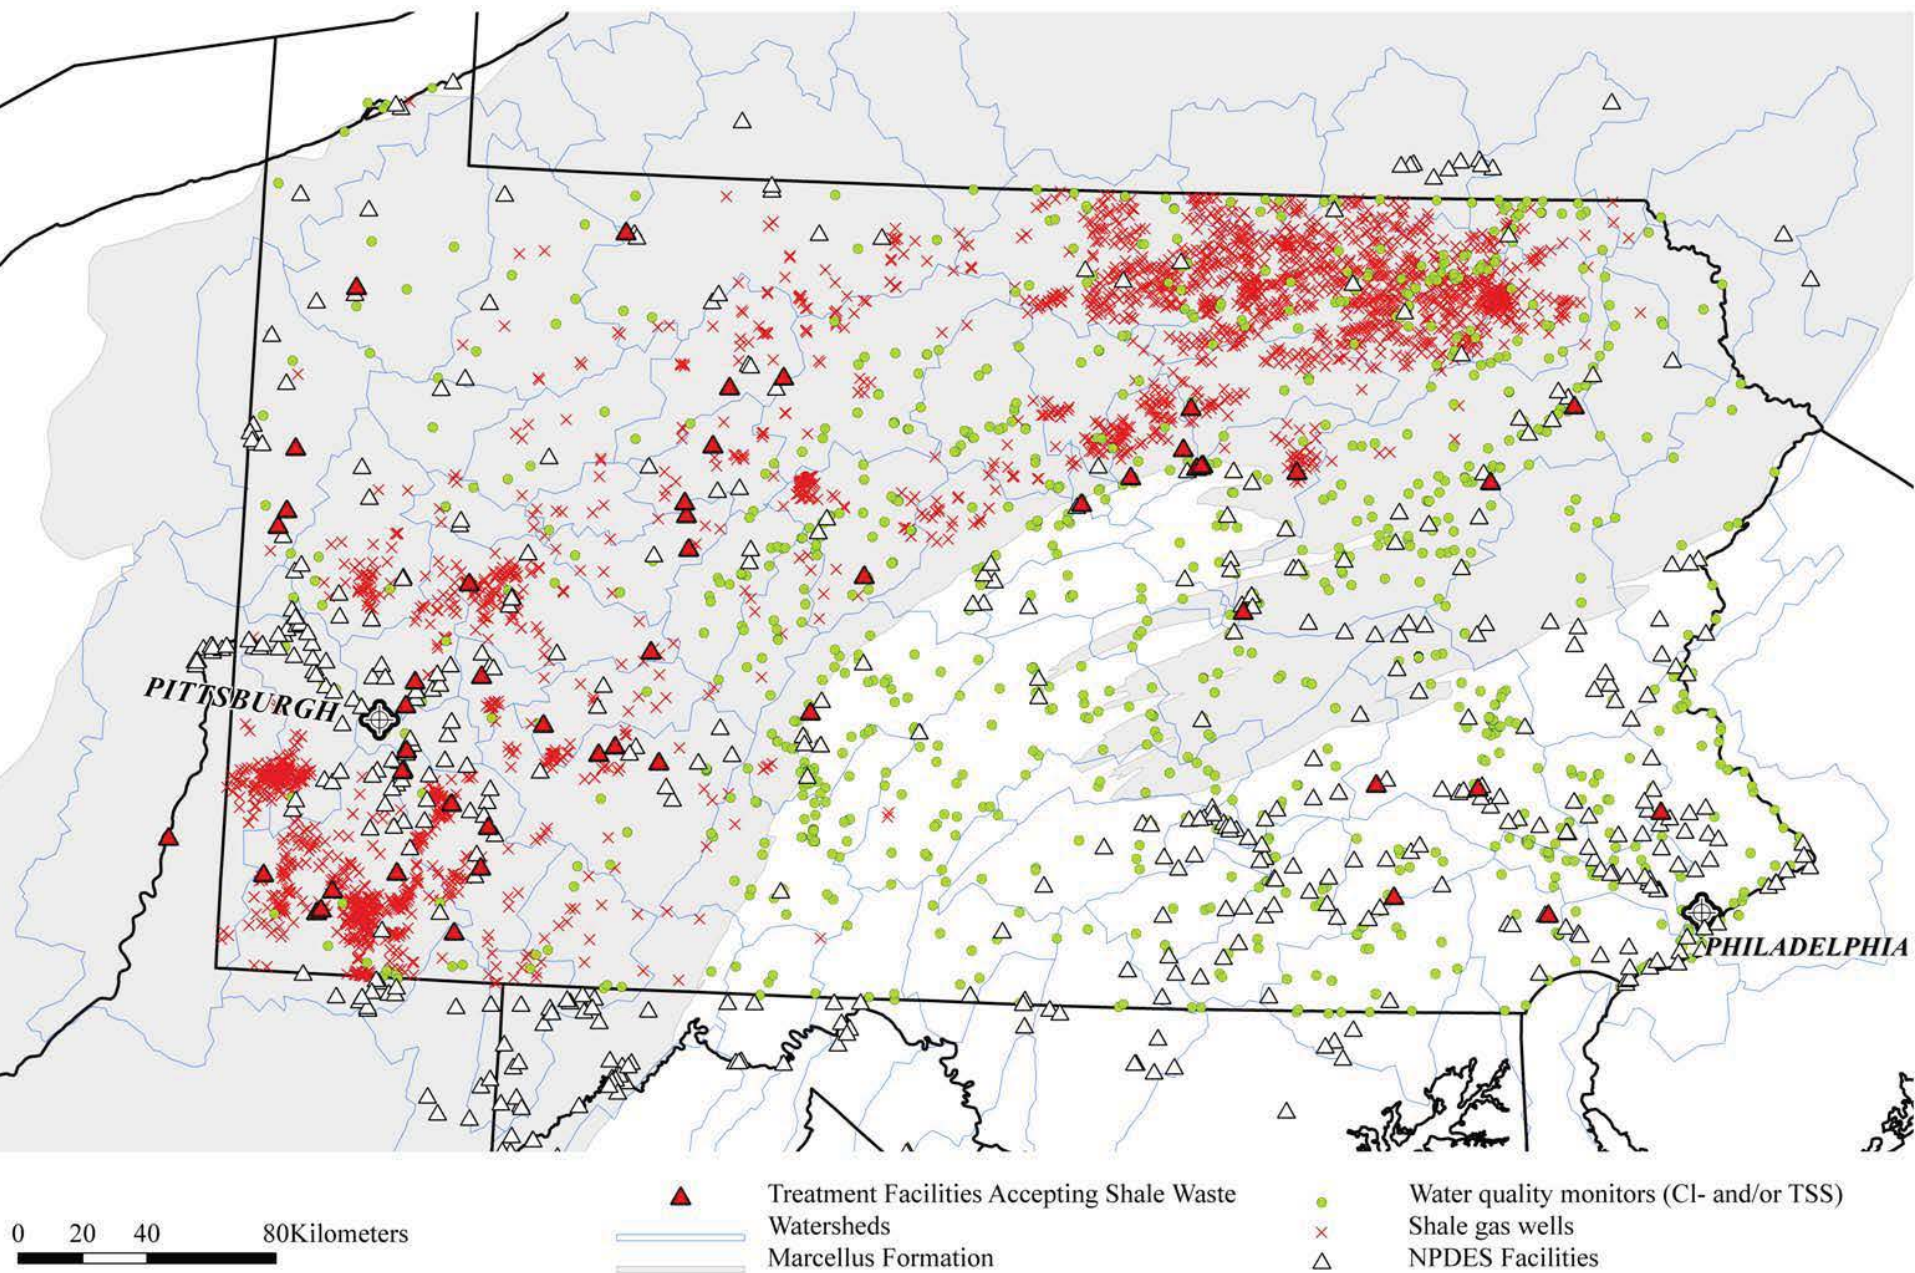 PITTSBURGH
PHILADELPHIA
Treatment Facilities Accepting Shale Waste
Watersheds
Marcellus Formation
Water quality monitors (Cl- and/or TSS)
Shale gas wells
NPDES Facilities
0 20 40 80Kilometers